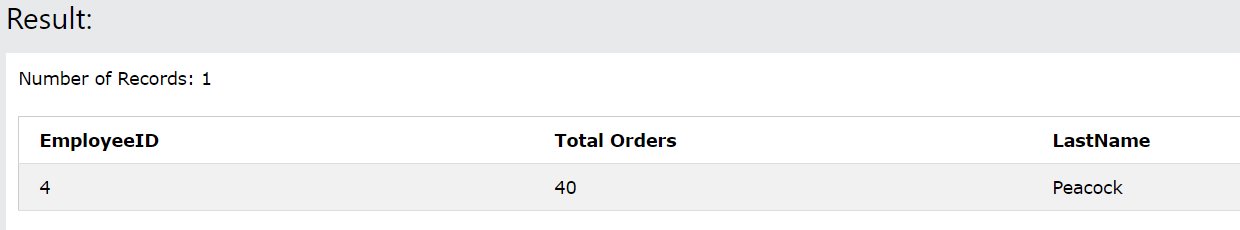 Result:
Number of Records: 1
EmployeeID Total Orders LastName
4 40 Peacock